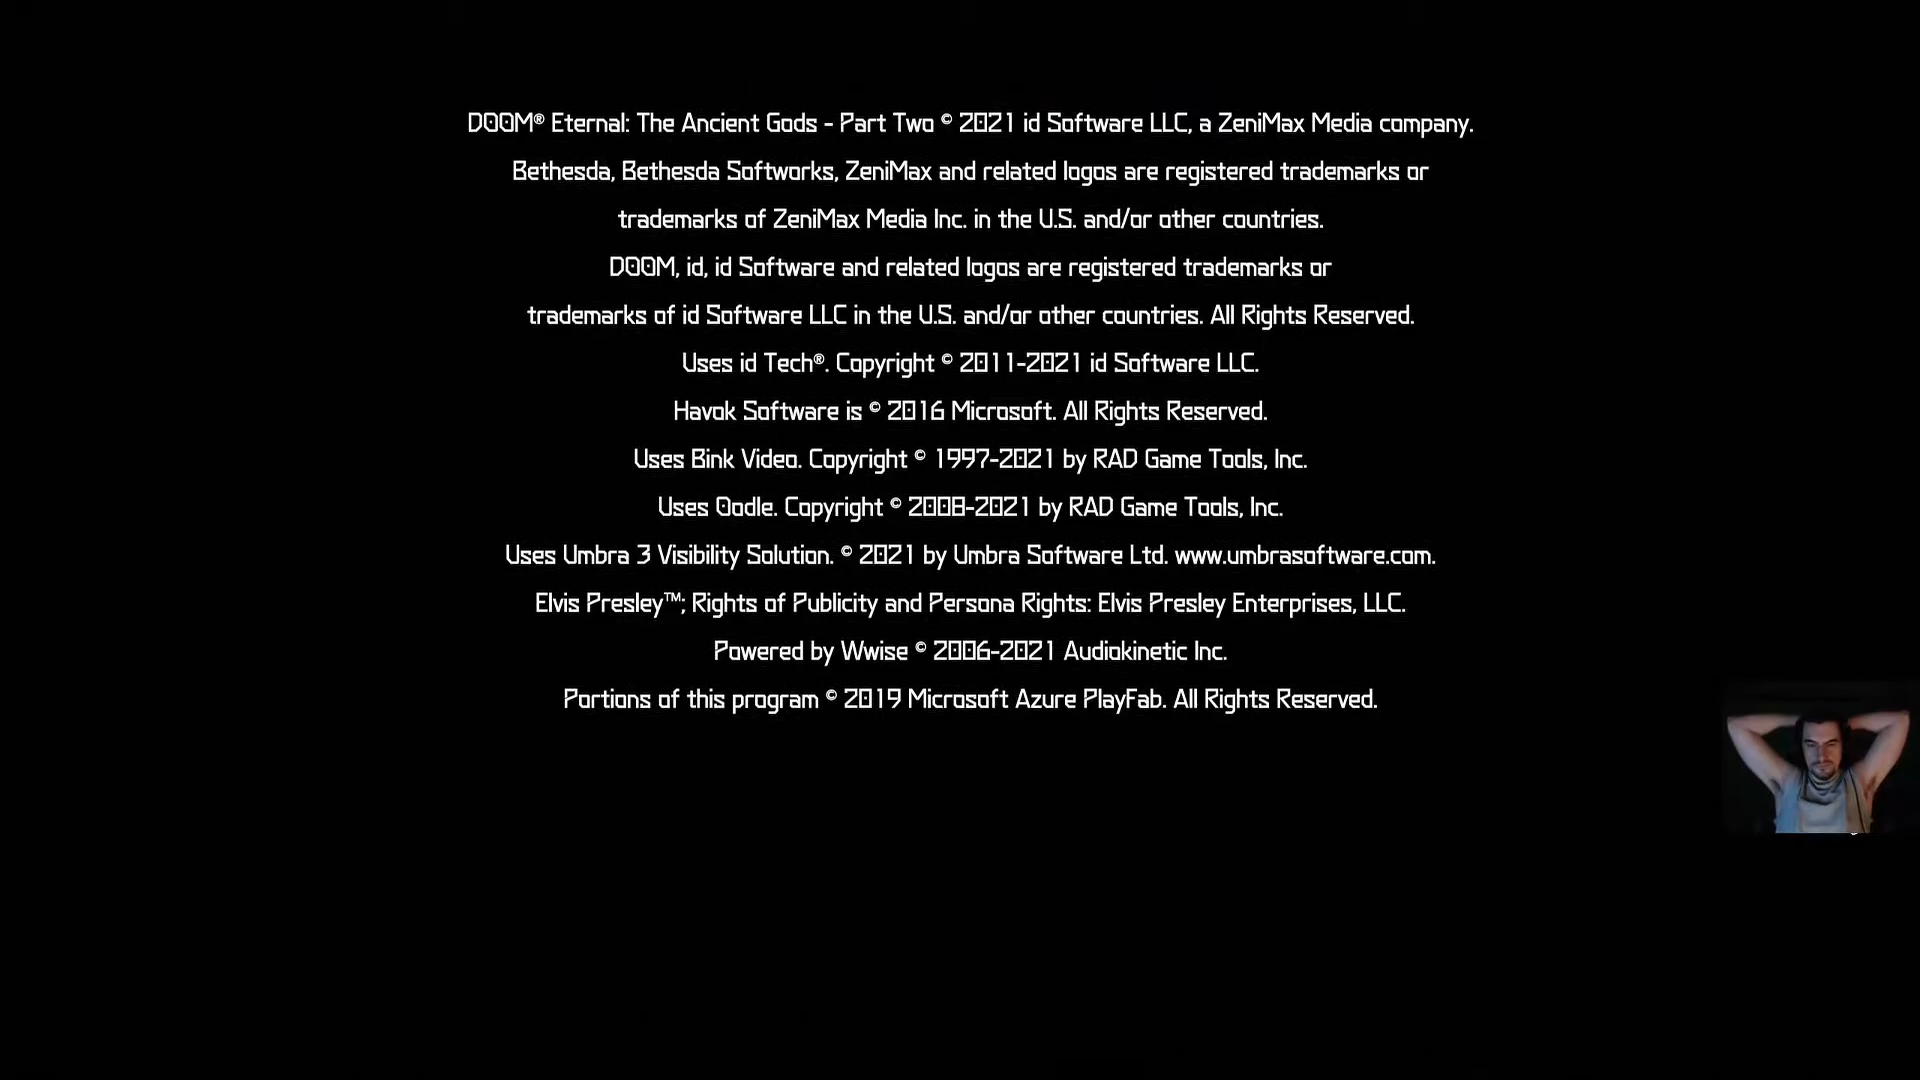 DOOM® Eternal: The Ancient Gods - Part Two © 2021 id Software LLC, a ZeniMax Media company.
Bethesda, Bethesda Softworks, ZeniMax and related logos are registered trademarks or
trademarks of ZeniMax Media Inc. in the U.S. and/or other countries.
DOOM, id, id Software and related logos are registered trademarks or
trademarks of id Software LLC in the U.S. and/or other countries. All Rights Reserved.
Uses id Tech®. Copyright © 2011-2021 id Software LLC.
Havok Software is © 2016 Microsoft. All Rights Reserved.
Uses Bink Video. Copyright © 1997-2021 by RAD Game Tools, Inc.
Uses Oodle. Copyright © 2008-2021 by RAD Game Tools, Inc.
Uses Umbra 3 Visibility Solution. © 2021 by Umbra Software Ltd. www.umbrasoftware.com.
Elvis Presley™; Rights of Publicity and Persona Rights: Elvis Presley Enterprises, LLC.
Powered by Wwise © 2006-2021 Audiokinetic Inc.
Portions of this program © 2019 Microsoft Azure PlayFab. All Rights Reserved.